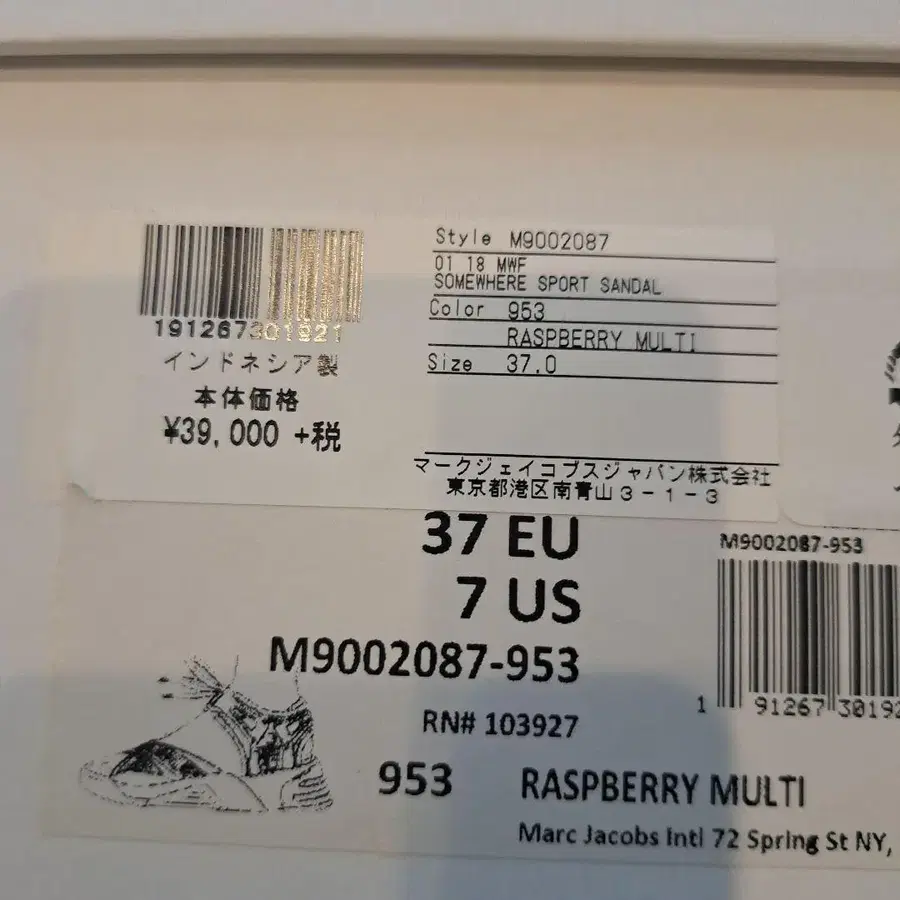 191267301921
インドネシア製
本体価格
¥39,000 +税
Style M9002087
01 18 MWF
SOMEWHERE SPORT SANDAL
Color 953
RASPBERRY MULTI
Size 37.0
マークジェイコブスジャパン株式会社
東京都港区南青山3-1-3
37 EU
7 US
M9002087-953
RN# 103927
953 RASPBERRY MULTI
Marc Jacobs Intl 72 Spring St NY,
M9002087-953
1 91267 30192